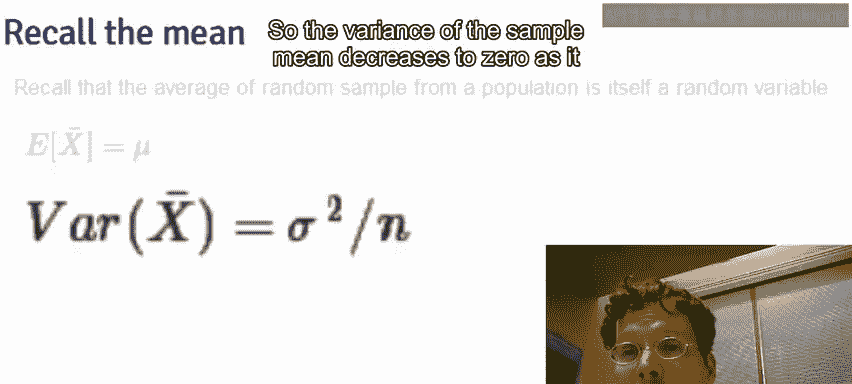 Recall the mean
So the variance of the sample
mean decreases to zero as it
Recall that the average of random sample from a population is itself a random variable
E[X̄] = μ
Var(X̄) = σ²/n